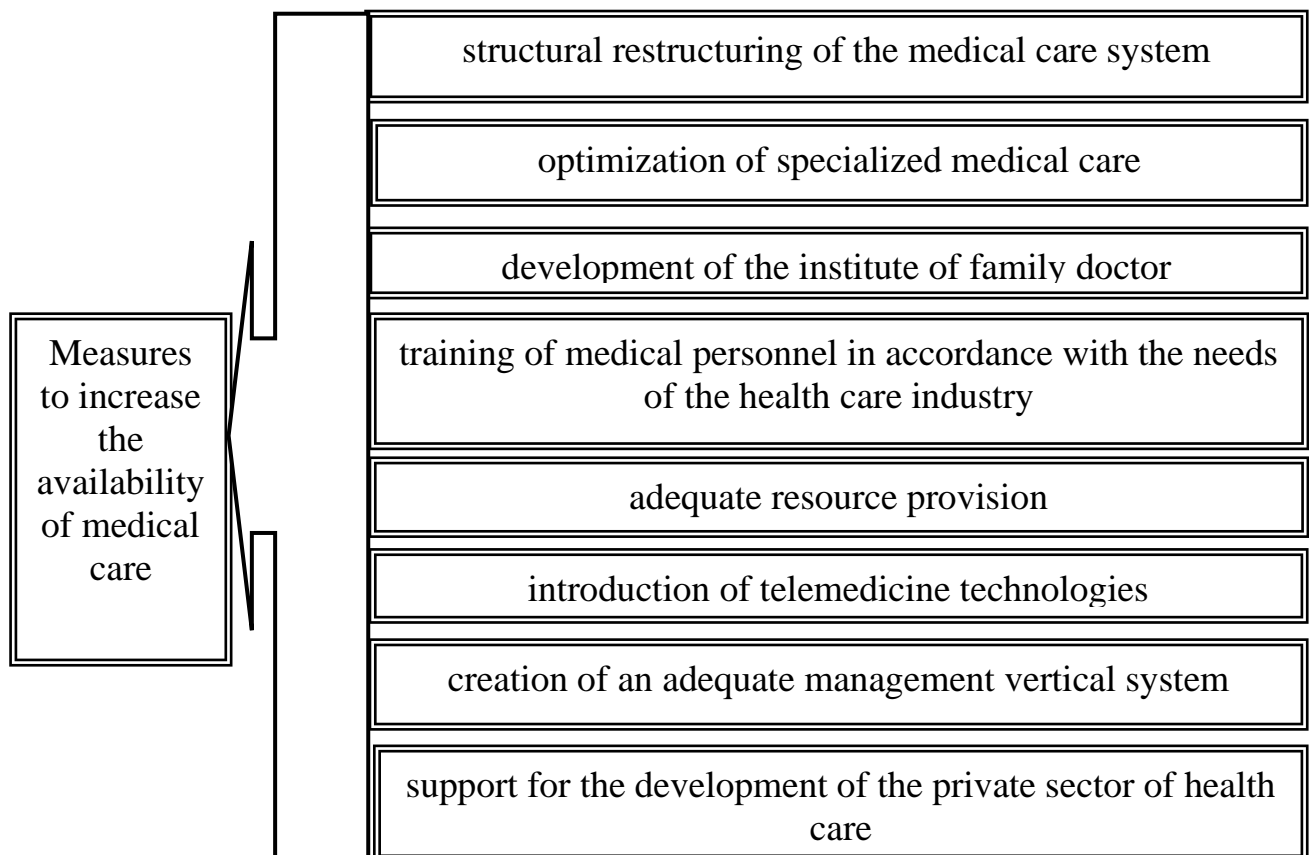 structural restructuring of the medical care system
optimization of specialized medical care
development of the institute of family doctor
Measures
to increase
the
availability
of medical
care
training of medical personnel in accordance with the needs
of the health care industry
adequate resource provision
introduction of telemedicine technologies
creation of an adequate management vertical system
support for the development of the private sector of health
care